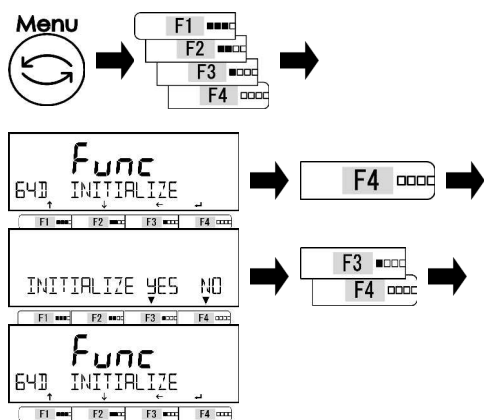 Menu
F1
F2
F3
F4
Func
64D INITIALIZE
F4
F1 F2 F3 F4
INITIALIZE YES NO
F3
F4
F1 F2 F3 F4
Func
64D INITIALIZE
F1 F2 F3 F4